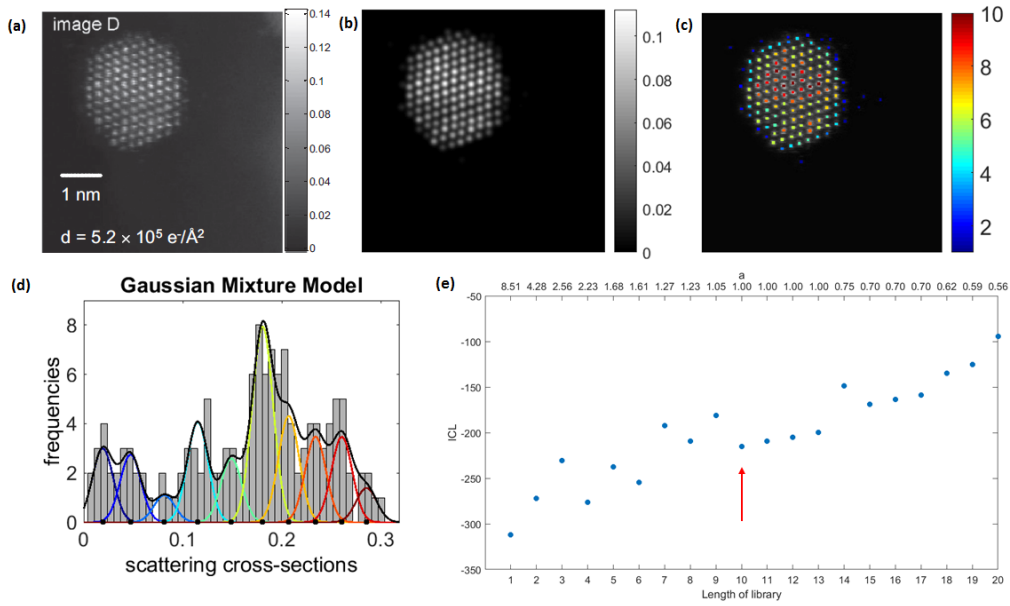 (a)
image D
1 nm
d = 5.2 × 10⁵ e⁻/Å²
0.14
0.12
0.10
0.08
0.06
0.04
0.02
0
(b)
0.1
0.08
0.06
0.04
0.02
0
(c)
10
8
6
4
2
(d)
Gaussian Mixture Model
frequencies
8
6
4
2
0
0 0.1 0.2 0.3
scattering cross-sections
(e)
a
8.51 4.28 2.56 2.23 1.68 1.61 1.27 1.23 1.05 1.00 1.00 1.00 1.00 0.75 0.70 0.70 0.70 0.62 0.59 0.56
ICL
-50
-100
-150
-200
-250
-300
-350
1 2 3 4 5 6 7 8 9 10 11 12 13 14 15 16 17 18 19 20
Length of library